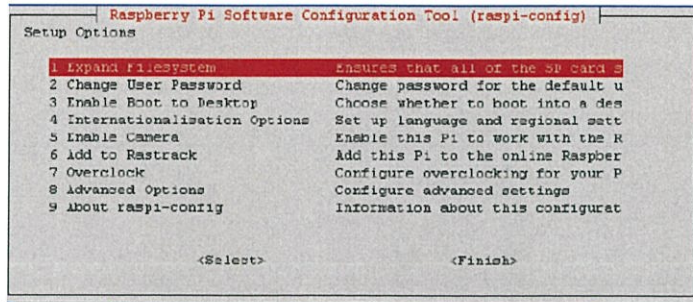 Raspberry Pi Software Configuration Tool (raspi-config)
Setup Options
1 Expand Filesystem Ensures that all of the SD card s
2 Change User Password Change password for the default u
3 Enable Boot to Desktop Choose whether to boot into a des
4 Internationalisation Options Set up language and regional sett
5 Enable Camera Enable this Pi to work with the R
6 Add to Rastrack Add this Pi to the online Raspber
7 Overclock Configure overclocking for your P
8 Advanced Options Configure advanced settings
9 About raspi-config Information about this configurat
<Select> <Finish>